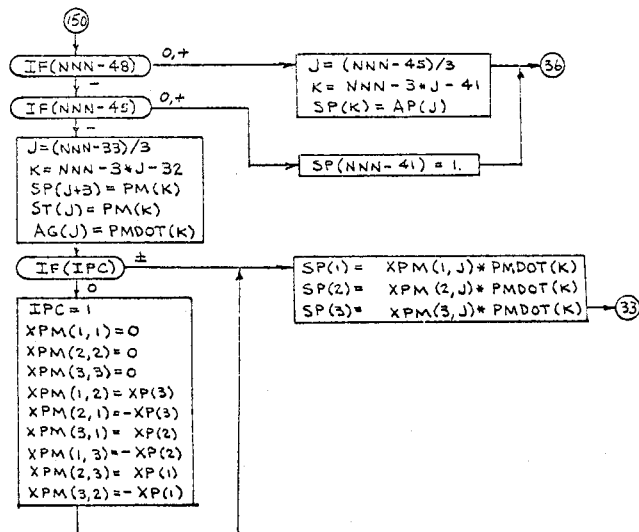 150
IF(NNN-48)
0,+
J=(NNN-45)/3
K=NNN-3*J-41
SP(K)=AP(J)
36
-
IF(NNN-45)
0,+
-
SP(NNN-41)=1.
J=(NNN-33)/3
K=NNN-3*J-32
SP(J+3)=PM(K)
ST(J)=PM(K)
AG(J)=PMDOT(K)
IF(IPC)
±
0
SP(1)= XPM(1,J)*PMDOT(K)
SP(2)= XPM(2,J)*PMDOT(K)
SP(3)= XPM(3,J)*PMDOT(K)
33
IPC=1
XPM(1,1)=0
XPM(2,2)=0
XPM(3,3)=0
XPM(1,2)=XP(3)
XPM(2,1)=-XP(3)
XPM(3,1)= XP(2)
XPM(1,3)=-XP(2)
XPM(2,3)= XP(1)
XPM(3,2)=-XP(1)